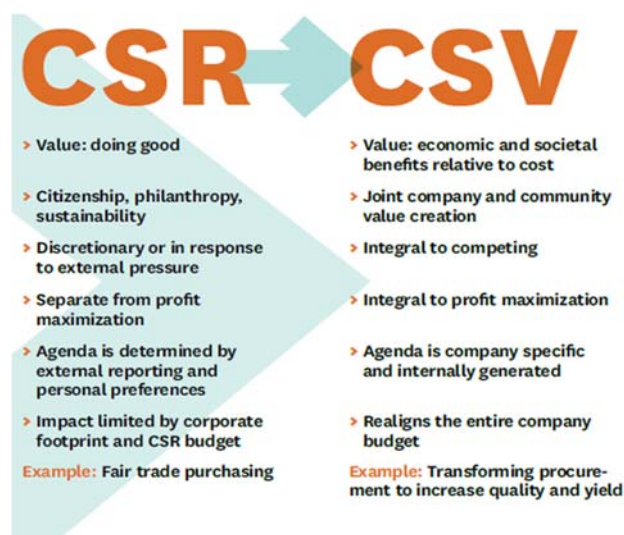 CSR CSV
> Value: doing good
> Citizenship, philanthropy,
sustainability
> Discretionary or in response
to external pressure
> Separate from profit
maximization
> Agenda is determined by
external reporting and
personal preferences
> Impact limited by corporate
footprint and CSR budget
Example: Fair trade purchasing
> Value: economic and societal
benefits relative to cost
> Joint company and community
value creation
> Integral to competing
> Integral to profit maximization
> Agenda is company specific
and internally generated
> Realigns the entire company
budget
Example: Transforming procure-
ment to increase quality and yield